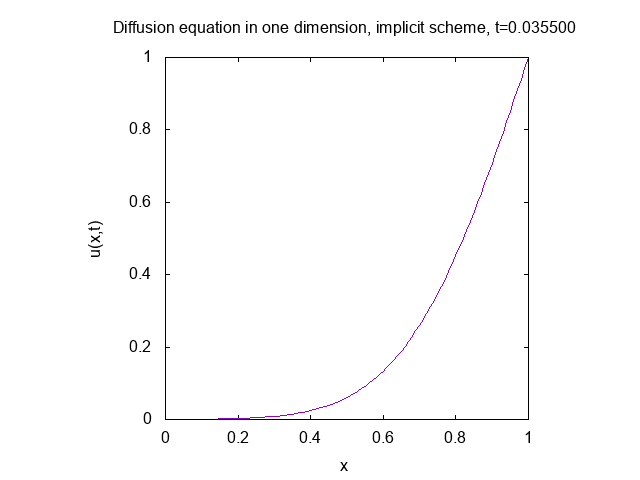 Diffusion equation in one dimension, implicit scheme, t=0.035500
1
0.8
0.6
0.4
0.2
0
u(x,t)
0 0.2 0.4 0.6 0.8 1
x